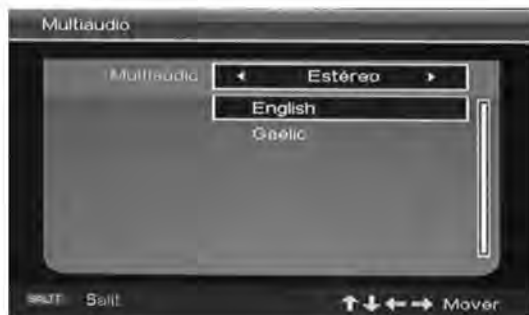 Multiaudio
Multiaudio Estéreo
English
Gaelic
Salir
Mover